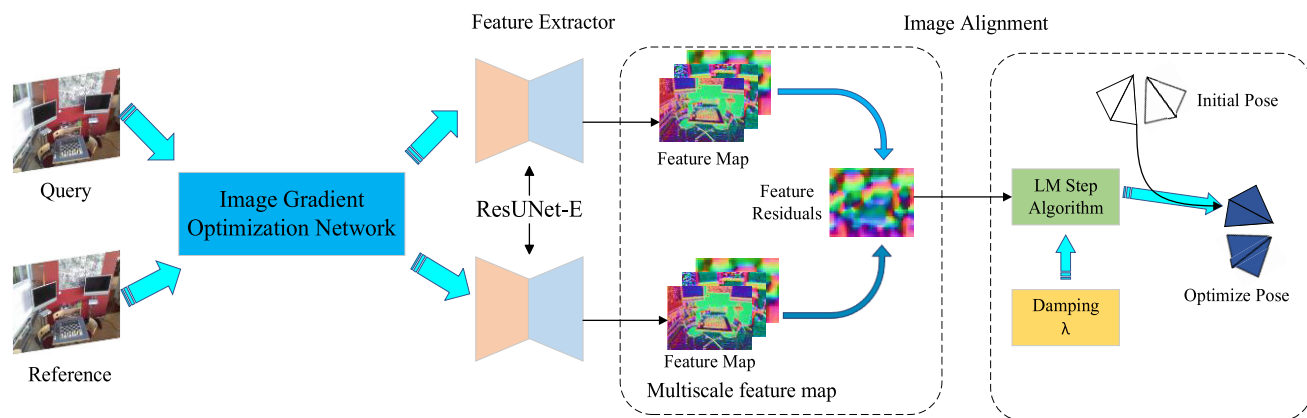 Feature Extractor
Image Alignment
Query
Reference
Image Gradient
Optimization Network
ResUNet-E
Feature Map
Feature
Residuals
Feature Map
Multiscale feature map
Initial Pose
LM Step
Algorithm
Optimize Pose
Damping
λ